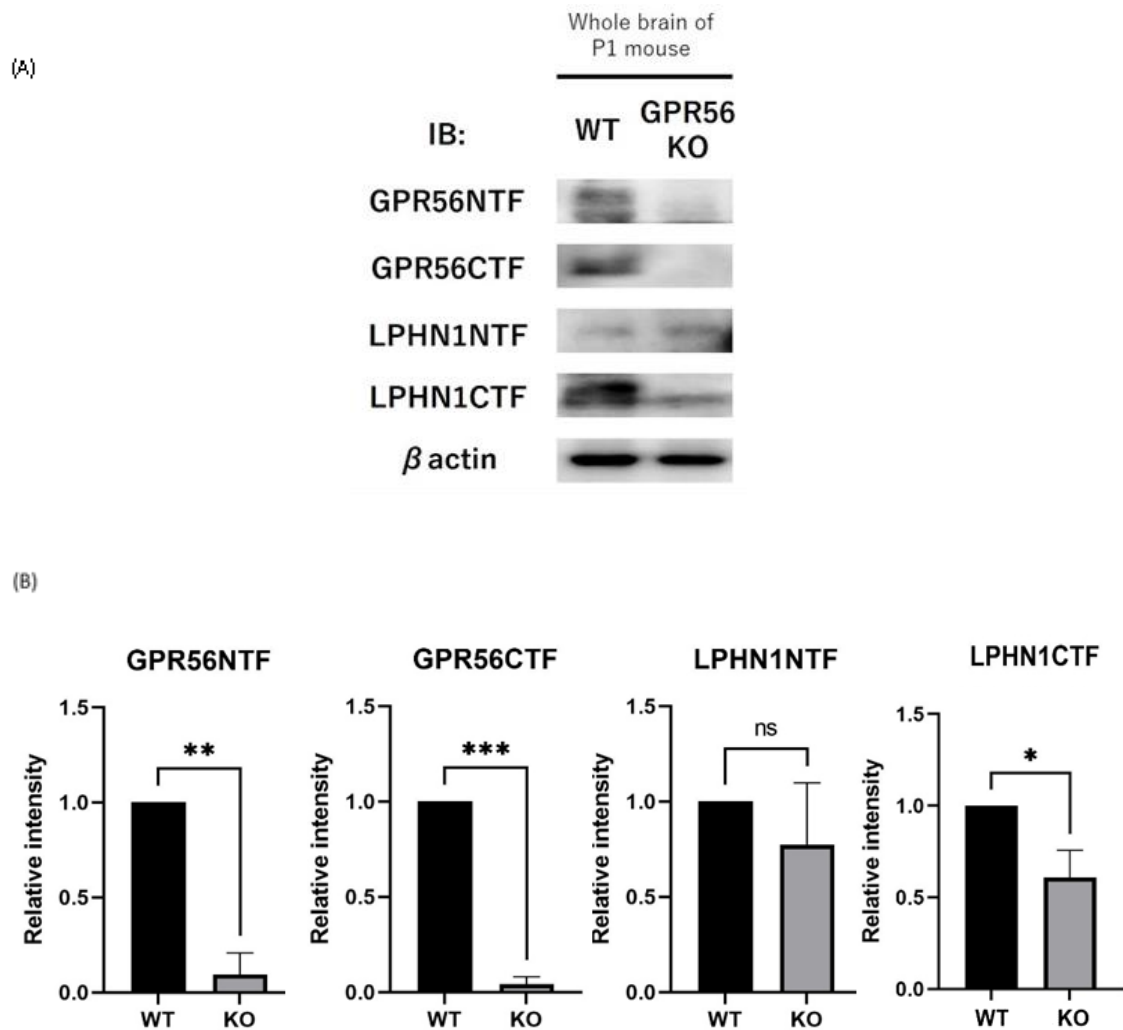 (A)
Whole brain of
P1 mouse
IB:
WT
GPR56
KO
GPR56NTF
GPR56CTF
LPHN1NTF
LPHN1CTF
β actin
(B)
GPR56NTF
Relative intensity
1.5
1.0
0.5
0.0
**
WT KO
GPR56CTF
Relative intensity
1.5
1.0
0.5
0.0
***
WT KO
LPHN1NTF
Relative intensity
1.5
1.0
0.5
0.0
ns
WT KO
LPHN1CTF
Relative intensity
1.5
1.0
0.5
0.0
*
WT KO